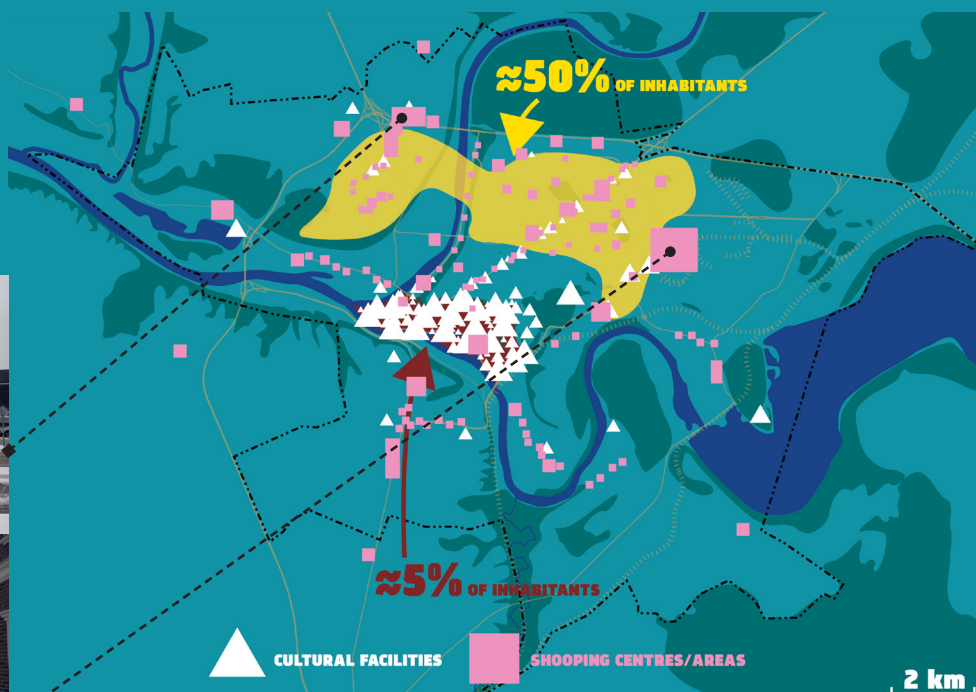 ≈50% OF INHABITANTS
≈5% OF INHABITANTS
CULTURAL FACILITIES
SHOOPING CENTRES/AREAS
2 km